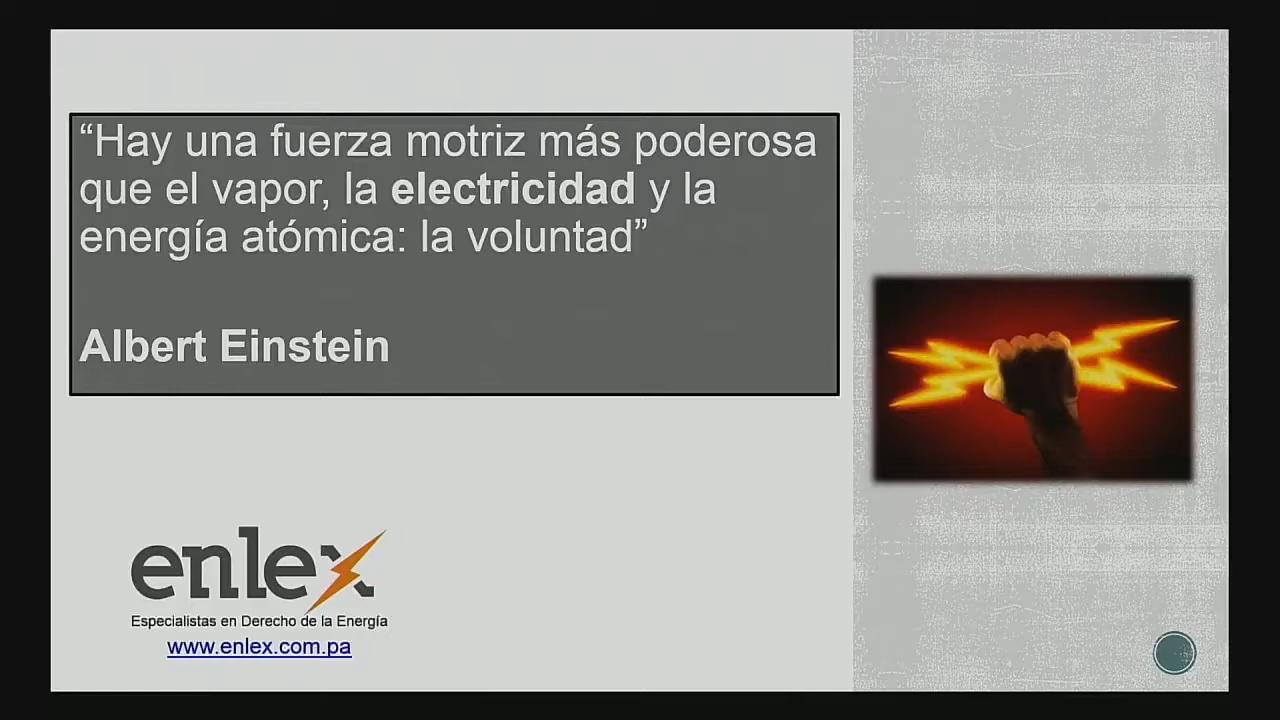 “Hay una fuerza motriz más poderosa
que el vapor, la electricidad y la
energía atómica: la voluntad”
Albert Einstein
enlex
Especialistas en Derecho de la Energía
www.enlex.com.pa